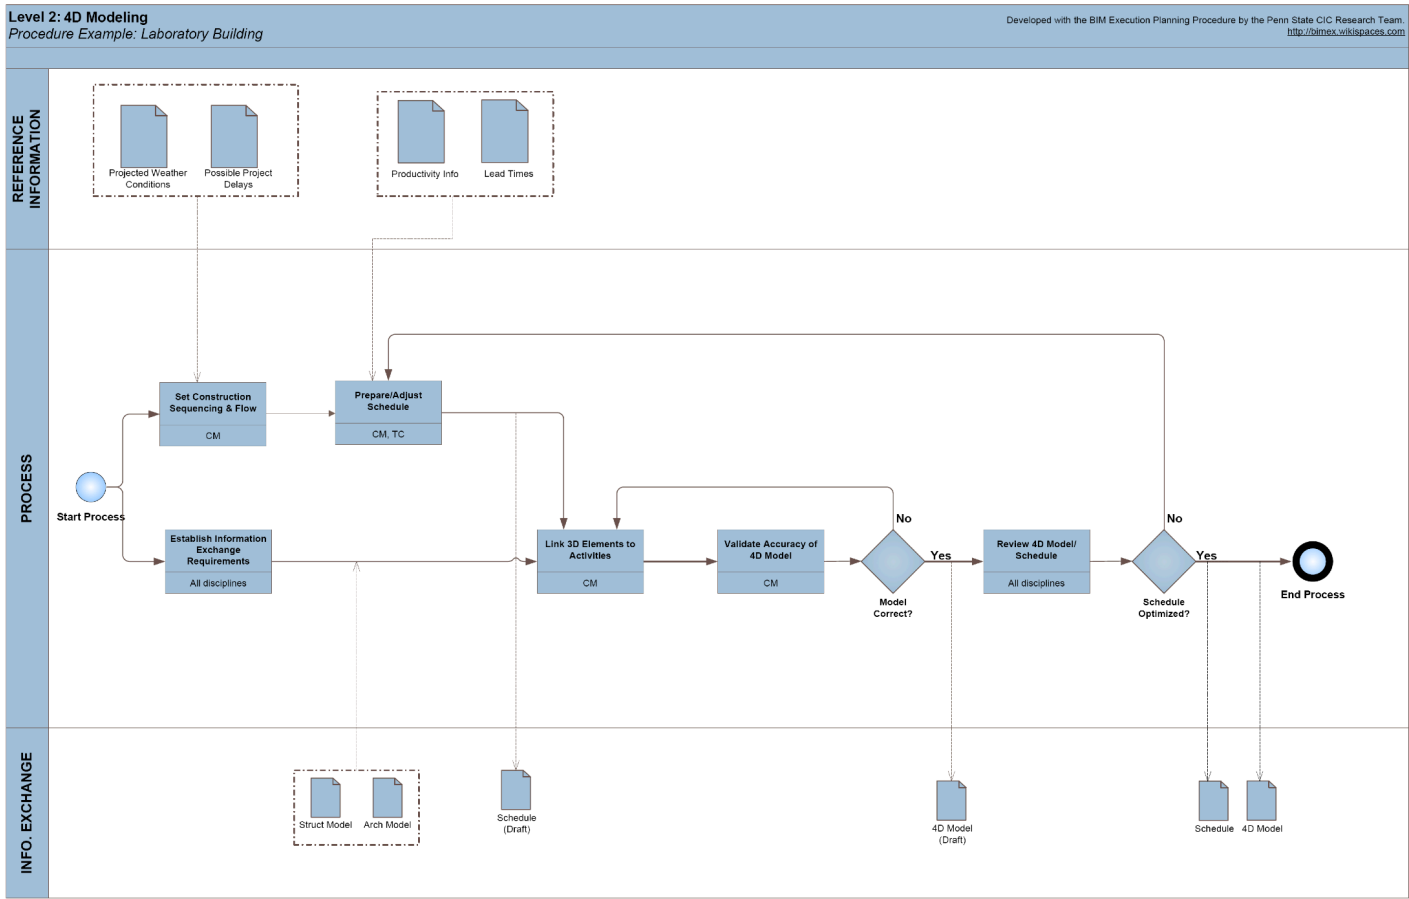 Level 2: 4D Modeling
Procedure Example: Laboratory Building
Developed with the BIM Execution Planning Procedure by the Penn State CIC Research Team.
http://bimex.wikispaces.com
REFERENCE
INFORMATION
Projected Weather
Conditions
Possible Project
Delays
Productivity Info
Lead Times
PROCESS
Start Process
Set Construction
Sequencing & Flow
CM
Prepare/Adjust
Schedule
CM, TC
Establish Information
Exchange
Requirements
All disciplines
Link 3D Elements to
Activities
CM
Validate Accuracy of
4D Model
CM
No
Yes
Model
Correct?
Review 4D Model/
Schedule
All disciplines
No
Yes
Schedule
Optimized?
End Process
INFO. EXCHANGE
Struct Model
Arch Model
Schedule
(Draft)
4D Model
(Draft)
Schedule
4D Model